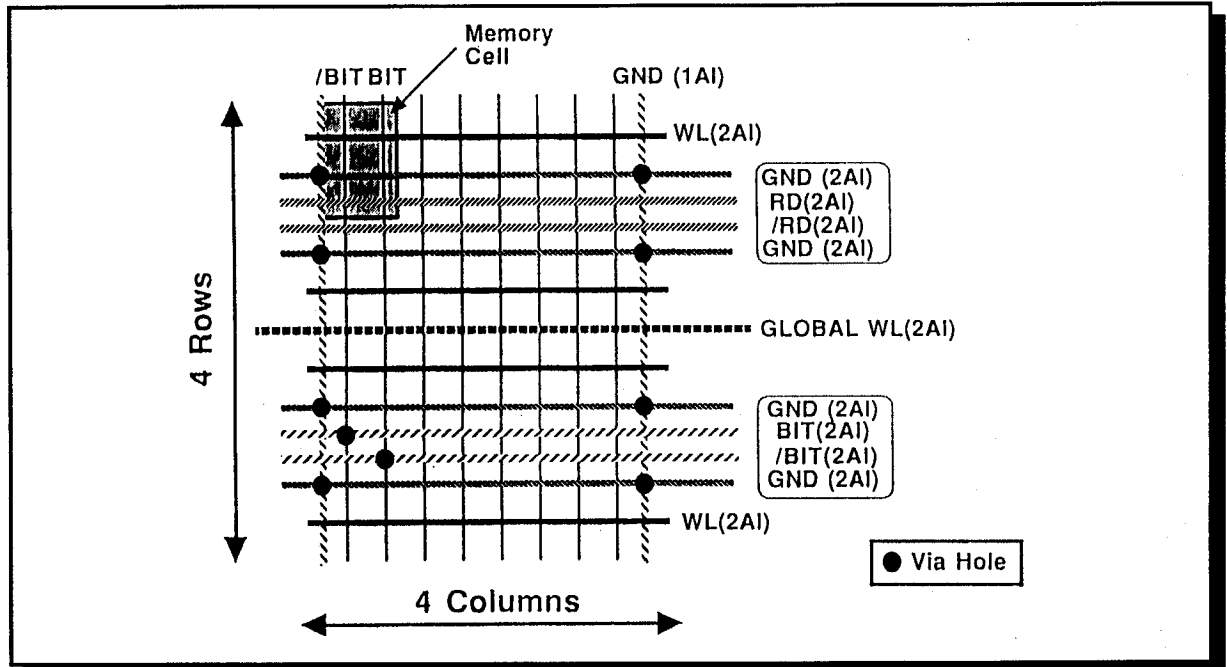 Memory
Cell
/BIT BIT
GND (1Al)
WL(2Al)
GND (2Al)
RD(2Al)
/RD(2Al)
GND (2Al)
4 Rows
GLOBAL WL(2Al)
GND (2Al)
BIT(2Al)
/BIT(2Al)
GND (2Al)
WL(2Al)
Via Hole
4 Columns